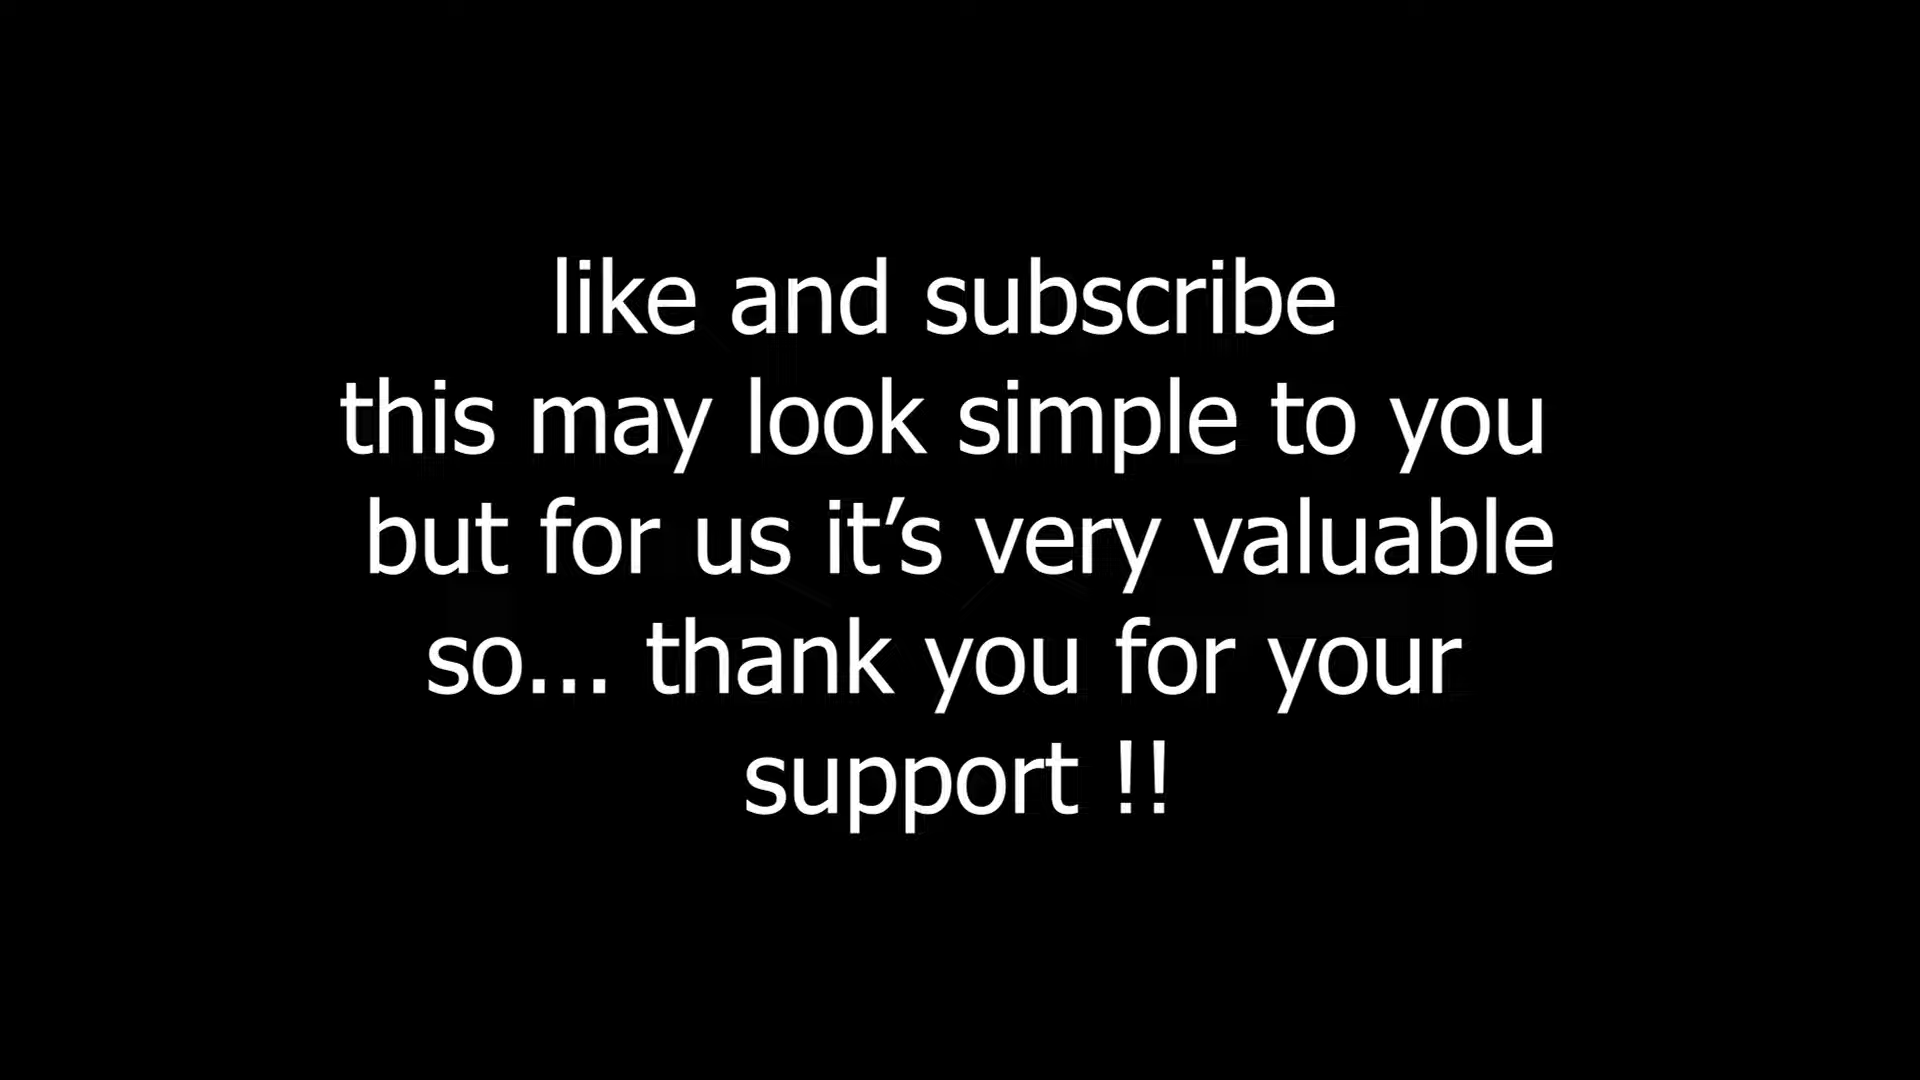 like and subscribe
this may look simple to you
but for us it’s very valuable
so... thank you for your
support !!